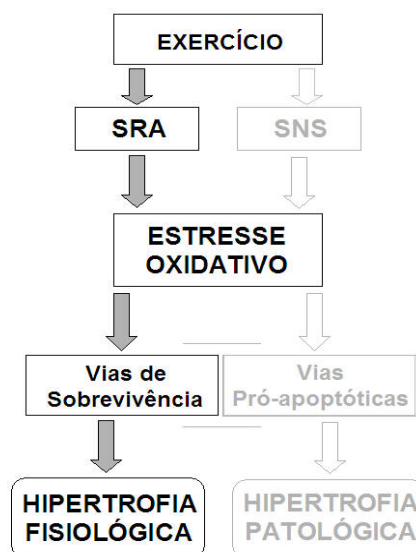 EXERCÍCIO
SRA
SNS
ESTRESSE
OXIDATIVO
Vias de
Sobrevivência
Vias
Pró-apoptóticas
HIPERTROFIA
FISIOLÓGICA
HIPERTROFIA
PATOLÓGICA